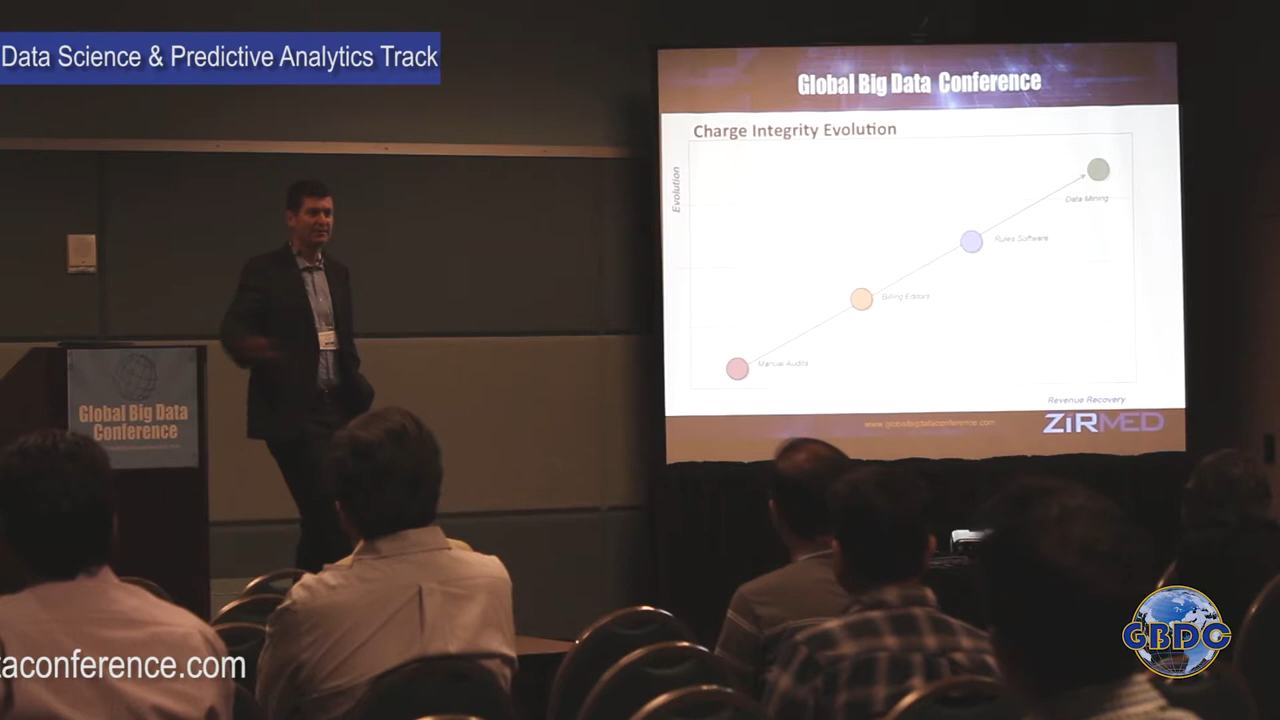 Data Science & Predictive Analytics Track
Global Big Data Conference
Charge Integrity Evolution
Evolution
Data Mining
Rules Software
Billing Editors
Manual Audits
Revenue Recovery
www.globalbigdataconference.com
ZiRMED
Global Big Data
Conference
taconference.com
GBDC